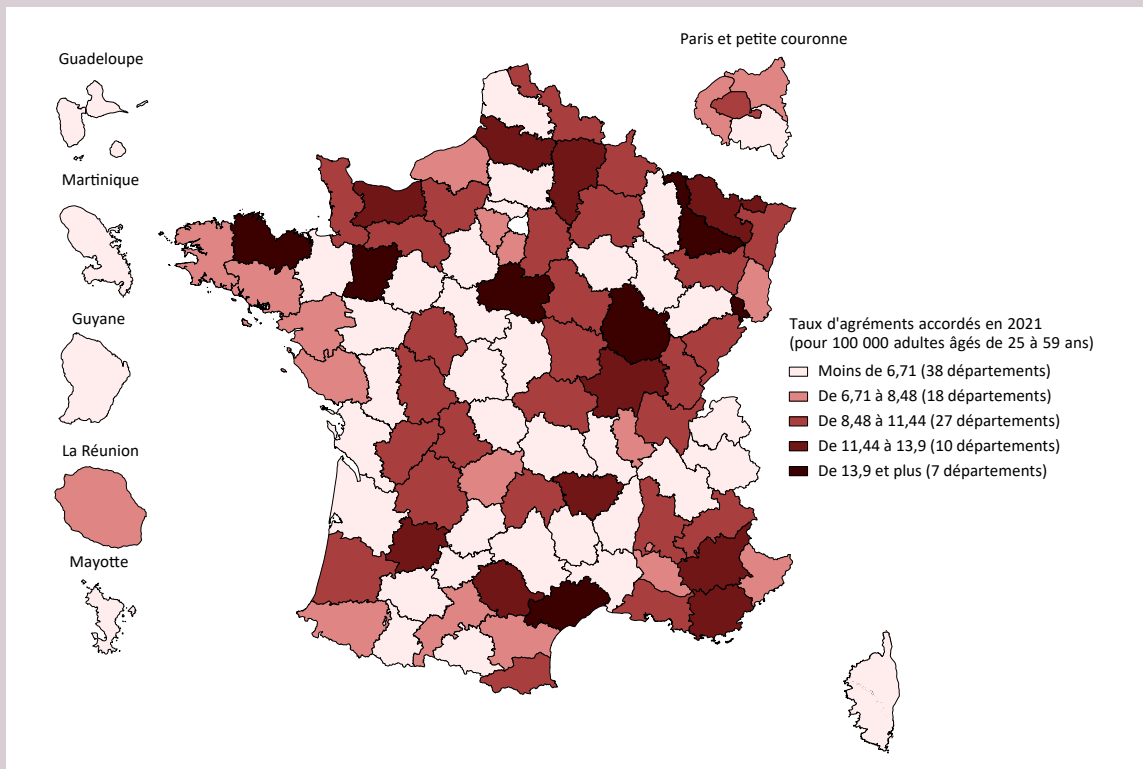 Paris et petite couronne
Guadeloupe
Martinique
Guyane
La Réunion
Mayotte
Taux d'agréments accordés en 2021
(pour 100 000 adultes âgés de 25 à 59 ans)
Moins de 6,71 (38 départements)
De 6,71 à 8,48 (18 départements)
De 8,48 à 11,44 (27 départements)
De 11,44 à 13,9 (10 départements)
De 13,9 et plus (7 départements)